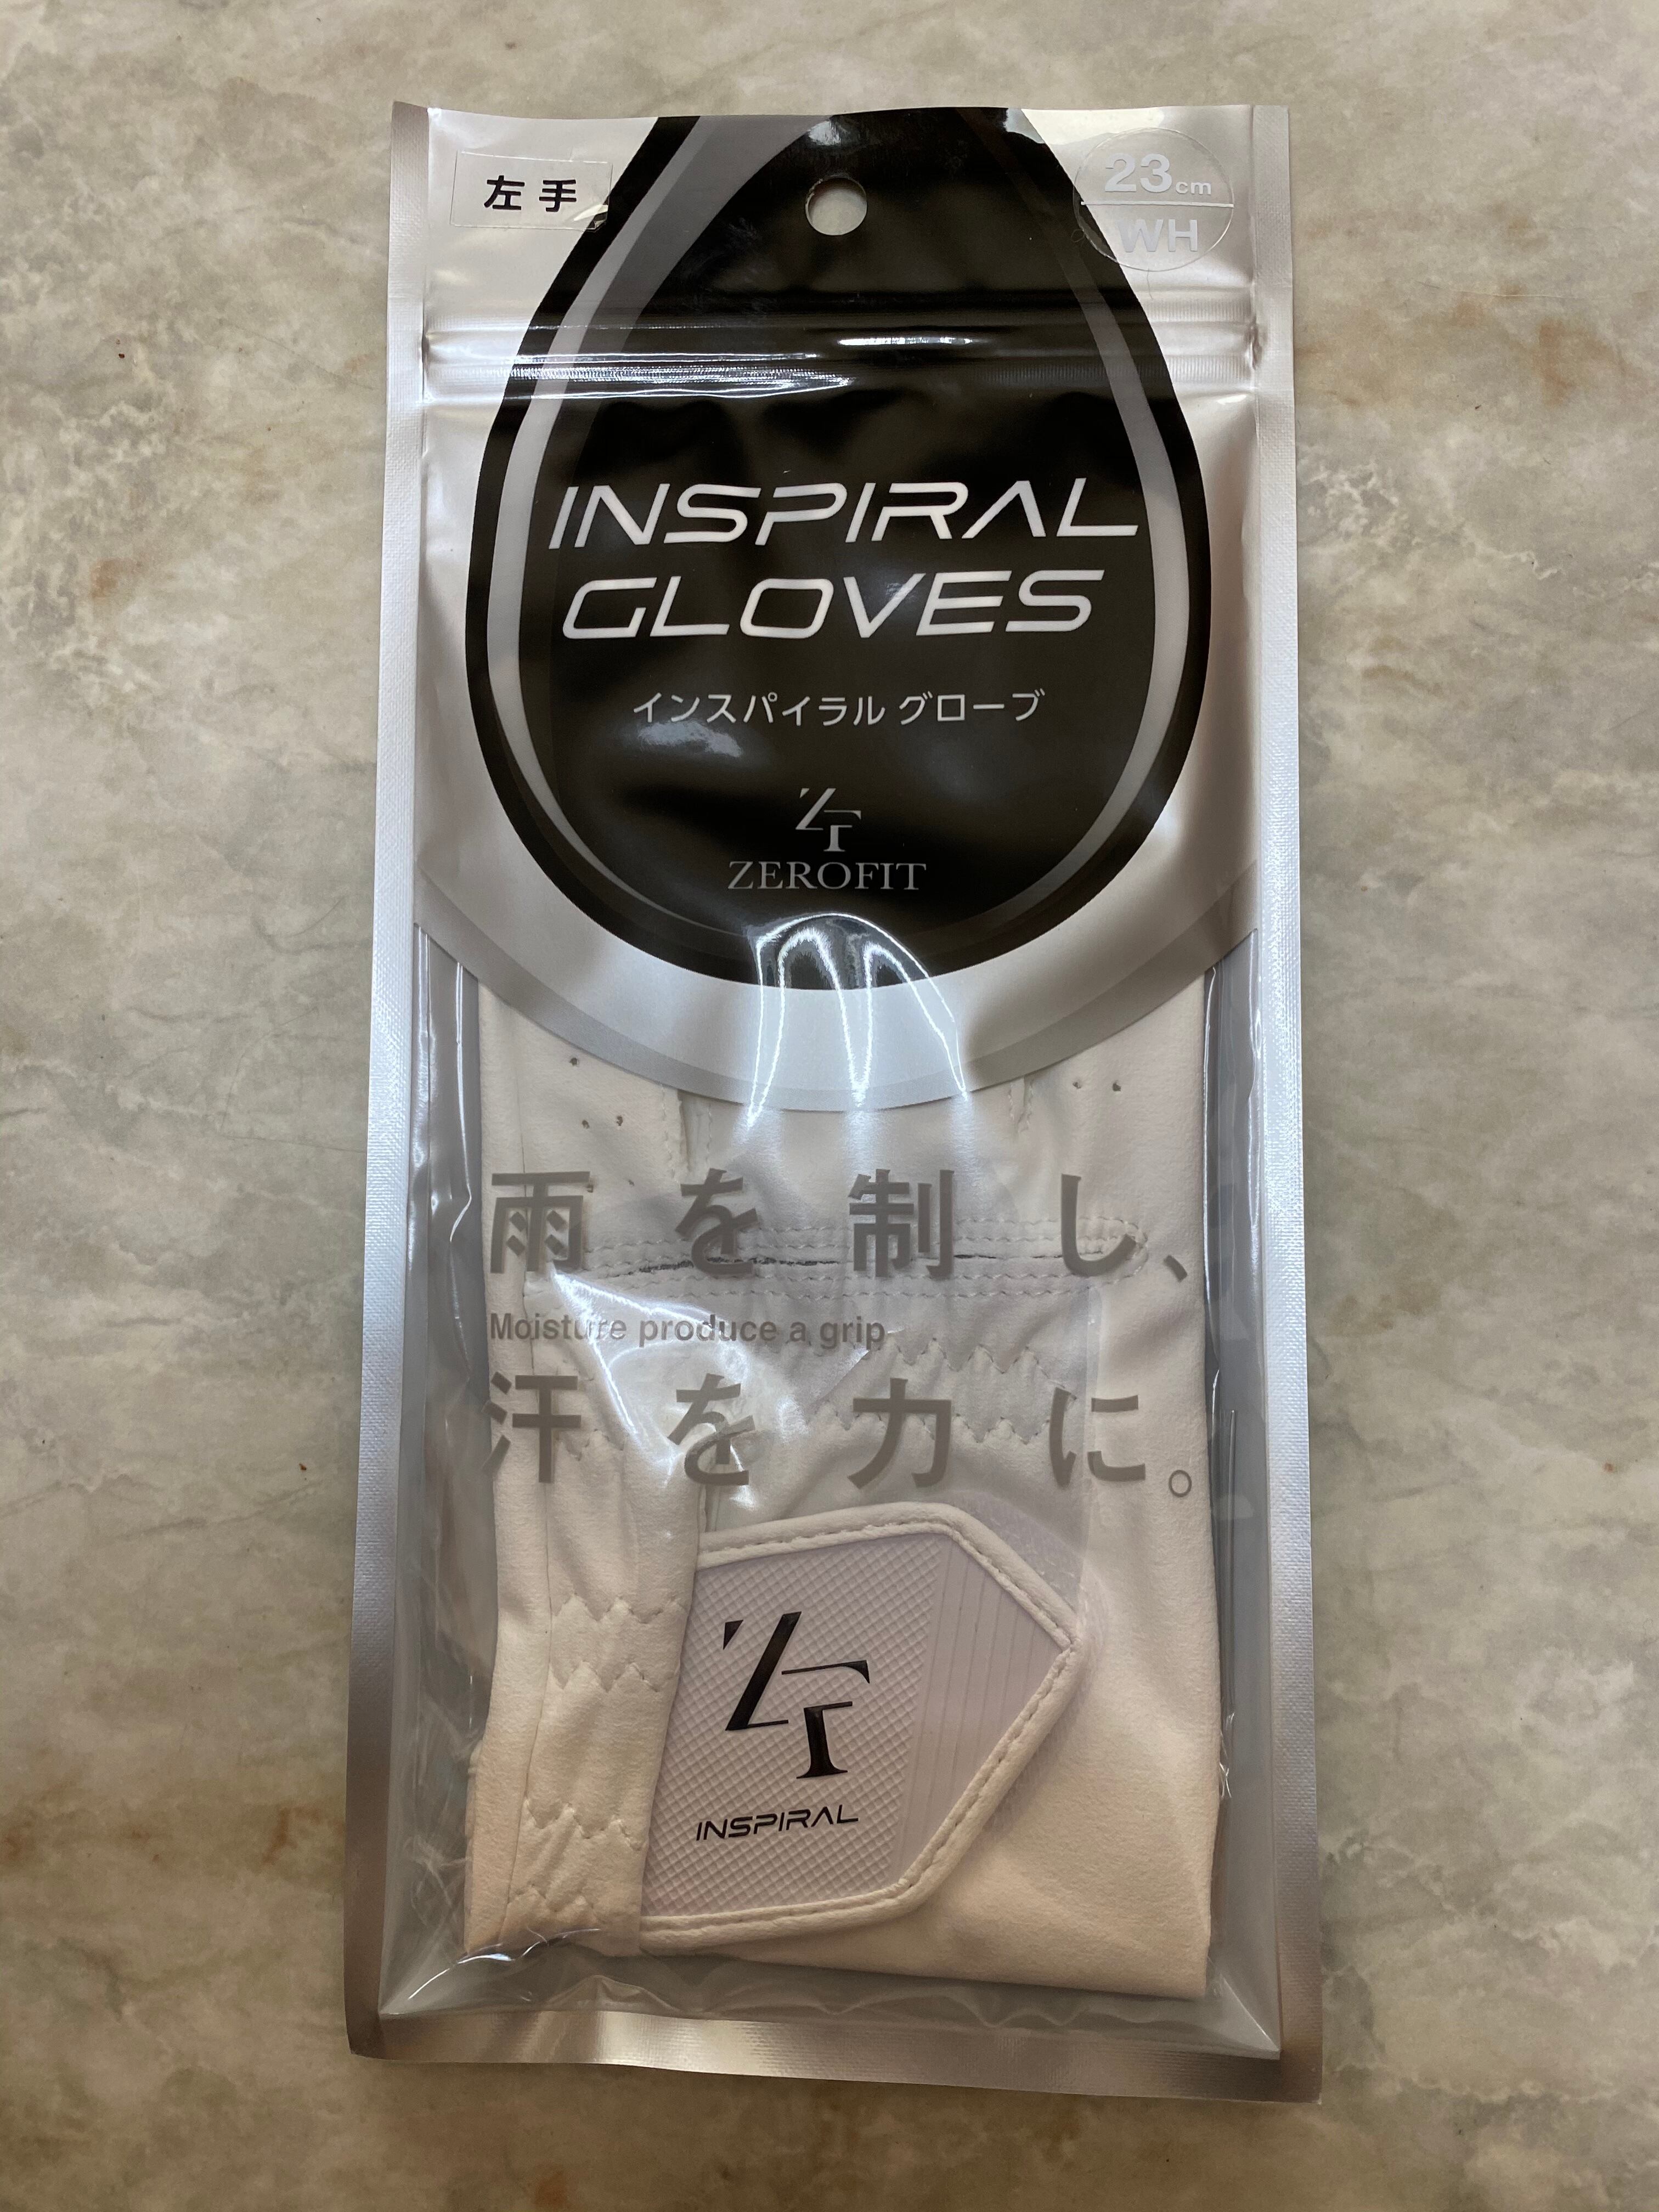 左手
23cm
WH
INSPIRAL
GLOVES
インスパイラル グローブ
ZT
ZEROFIT
雨を制し、
Moisture produce a grip
汗を力に。
ZT
INSPIRAL